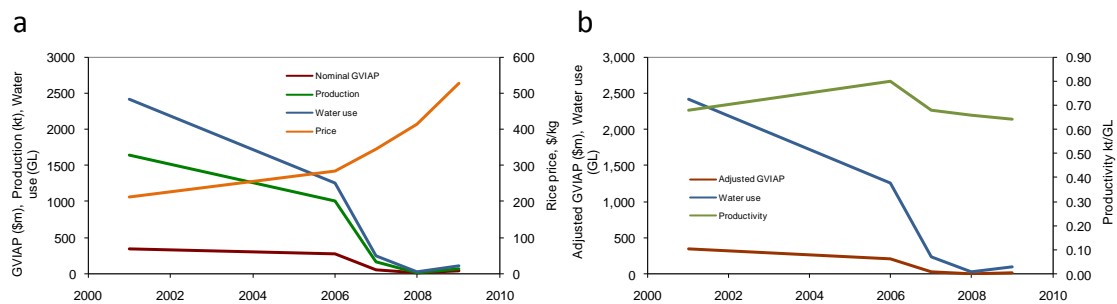 a
GVIAP ($m), Production (kt), Water
use (GL)
3000
2500
2000
1500
1000
500
0
Nominal GVIAP
Production
Water use
Price
600
500
400
300
200
100
0
Rice price, $/kg
2000
2002
2004
2006
2008
2010
b
Adjusted GVIAP ($m), Water use
(GL)
3,000
2,500
2,000
1,500
1,000
500
0
Adjusted GVIAP
Water use
Productivity
0.90
0.80
0.70
0.60
0.50
0.40
0.30
0.20
0.10
0.00
Productivity kt/GL
2000
2002
2004
2006
2008
2010